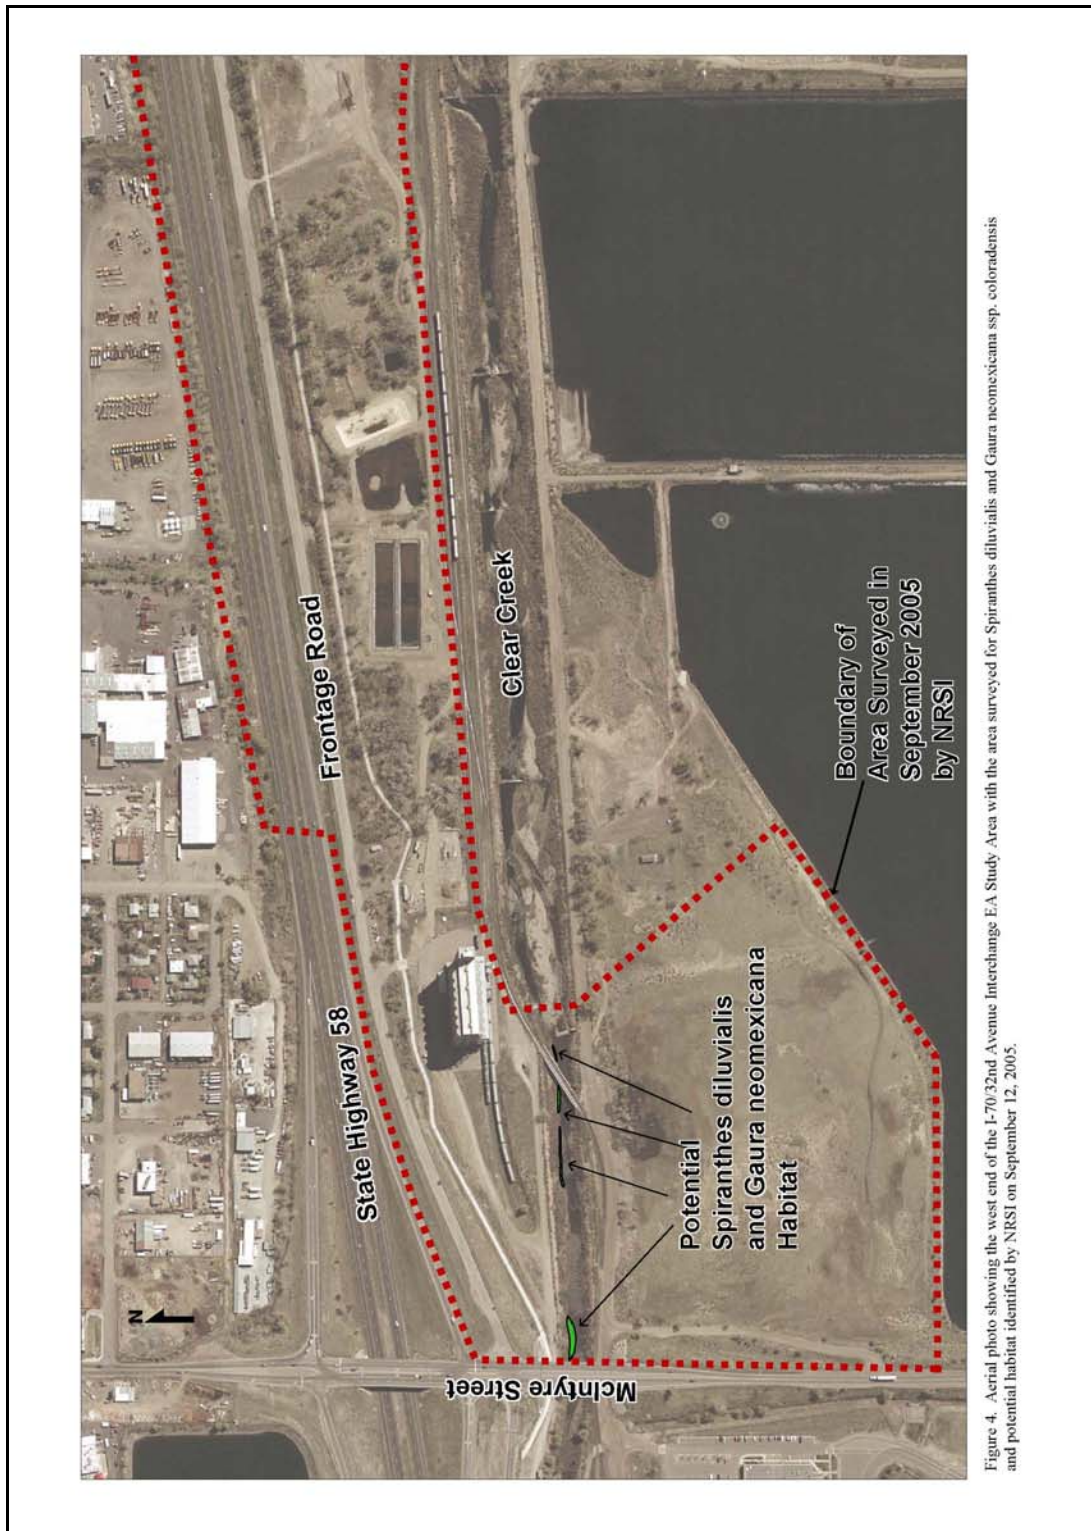 N
State Highway 58
Frontage Road
McIntyre Street
Clear Creek
Potential
Spiranthes diluvialis
and Gaura neomexicana
Habitat
Boundary of
Area Surveyed in
September 2005
by NRSI
Figure 4. Aerial photo showing the west end of the I-70/32nd Avenue Interchange EA Study Area with the area surveyed for Spiranthes diluvialis and Gaura neomexicana ssp. coloradensis
and potential habitat identified by NRSI on September 12, 2005.